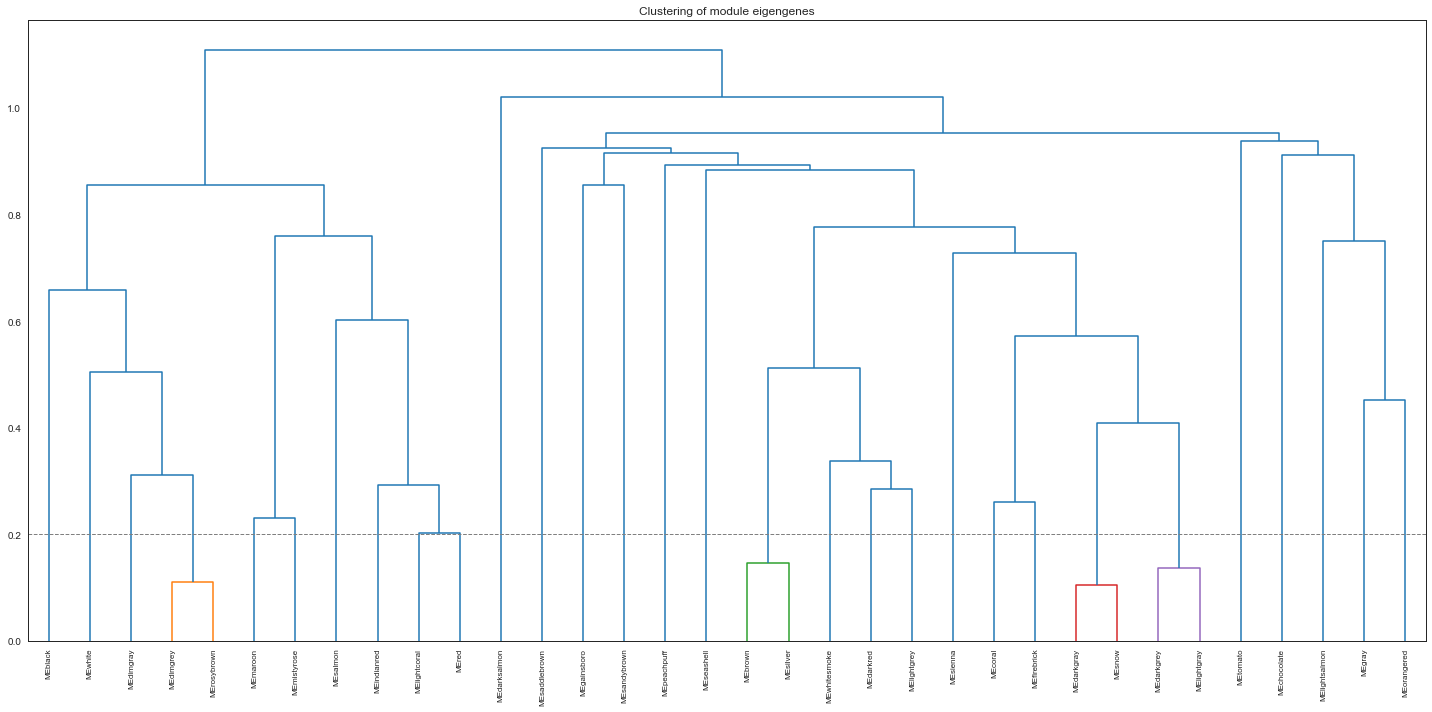 Clustering of module eigengenes
1.0
0.8
0.6
0.4
0.2
0.0
MEblack
MEwhite
MEdimgray
MEdimgrey
MErosybrown
MEmaroon
MEmistyrose
MEsalmon
MEindianred
MElightcoral
MEred
MEdarksalmon
MEsaddlebrown
MEgainsboro
MEsandybrown
MEpeachpuff
MEseashell
MEbrown
MEsilver
MEwhitesmoke
MEdarkred
MElightgrey
MEsienna
MEcoral
MEfirebrick
MEdarkgray
MEsnow
MEdarkgrey
MElightgray
MEtomato
MEchocolate
MElightsalmon
MEgray
MEorangered